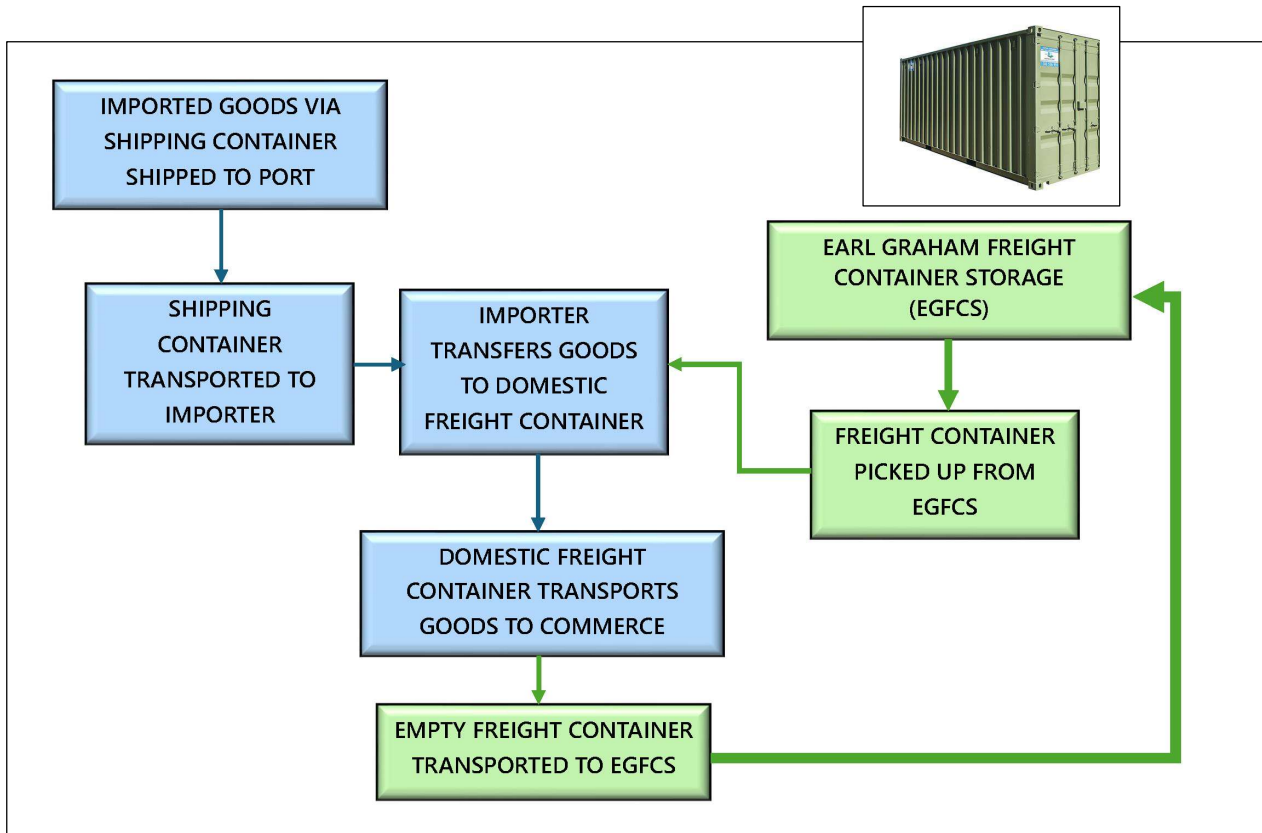 IMPORTED GOODS VIA
SHIPPING CONTAINER
SHIPPED TO PORT
SHIPPING
CONTAINER
TRANSPORTED TO
IMPORTER
IMPORTER
TRANSFERS GOODS
TO DOMESTIC
FREIGHT CONTAINER
EARL GRAHAM FREIGHT
CONTAINER STORAGE
(EGFCS)
FREIGHT CONTAINER
PICKED UP FROM
EGFCS
DOMESTIC FREIGHT
CONTAINER TRANSPORTS
GOODS TO COMMERCE
EMPTY FREIGHT CONTAINER
TRANSPORTED TO EGFCS